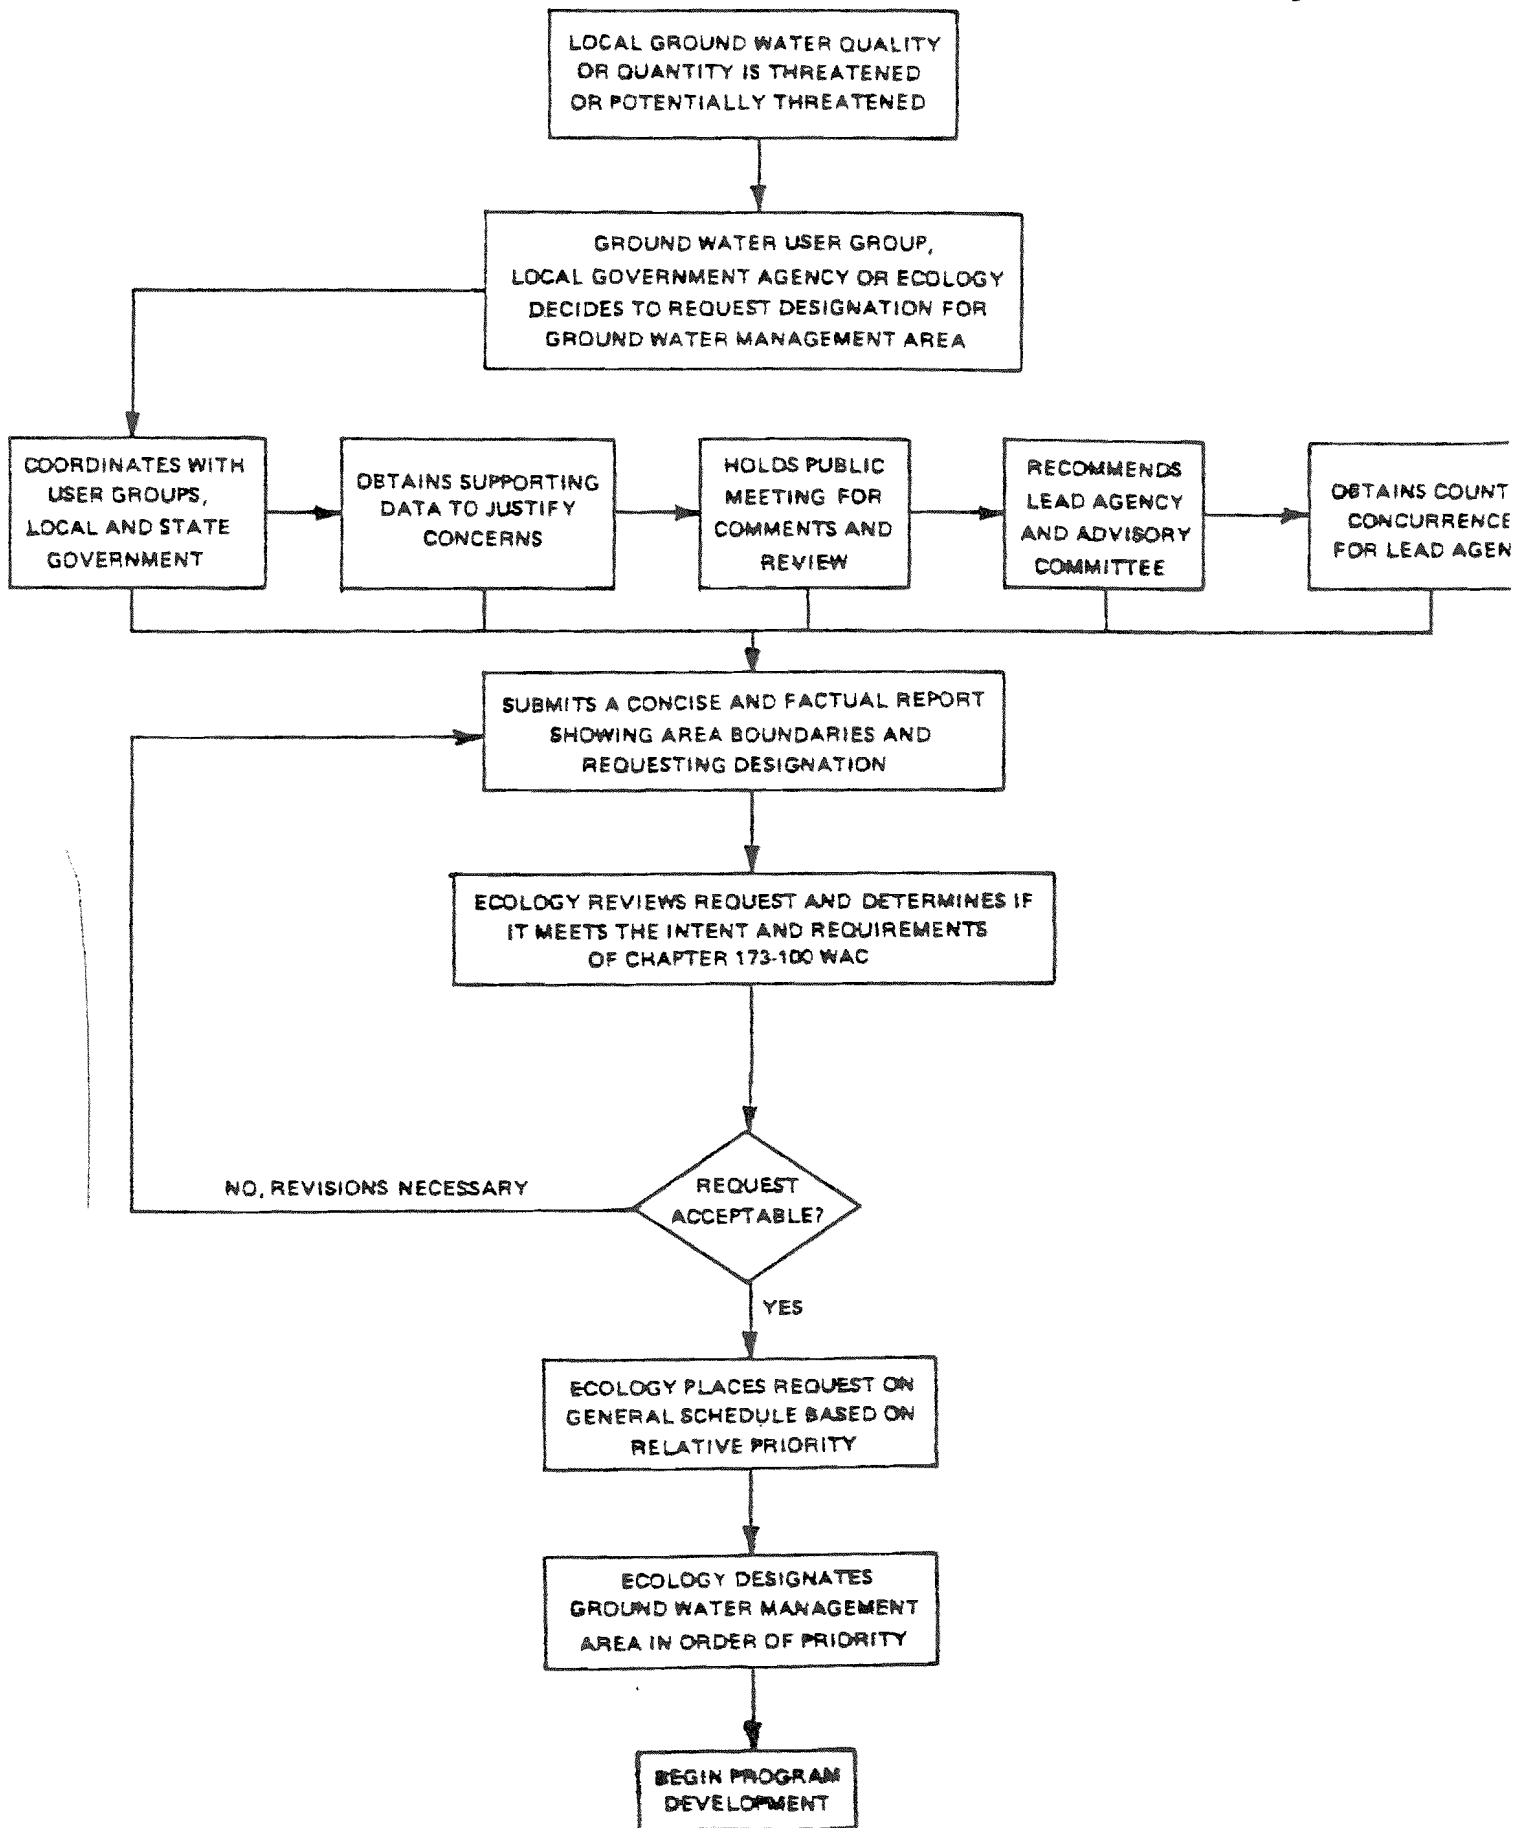 LOCAL GROUND WATER QUALITY
OR QUANTITY IS THREATENED
OR POTENTIALLY THREATENED
GROUND WATER USER GROUP,
LOCAL GOVERNMENT AGENCY OR ECOLOGY
DECIDES TO REQUEST DESIGNATION FOR
GROUND WATER MANAGEMENT AREA
COORDINATES WITH
USER GROUPS,
LOCAL AND STATE
GOVERNMENT
OBTAINS SUPPORTING
DATA TO JUSTIFY
CONCERNS
HOLDS PUBLIC
MEETING FOR
COMMENTS AND
REVIEW
RECOMMENDS
LEAD AGENCY
AND ADVISORY
COMMITTEE
OBTAINS COUNT
CONCURRENCE
FOR LEAD AGEN
SUBMITS A CONCISE AND FACTUAL REPORT
SHOWING AREA BOUNDARIES AND
REQUESTING DESIGNATION
ECOLOGY REVIEWS REQUEST AND DETERMINES IF
IT MEETS THE INTENT AND REQUIREMENTS
OF CHAPTER 173-100 WAC
NO, REVISIONS NECESSARY
REQUEST
ACCEPTABLE?
YES
ECOLOGY PLACES REQUEST ON
GENERAL SCHEDULE BASED ON
RELATIVE PRIORITY
ECOLOGY DESIGNATES
GROUND WATER MANAGEMENT
AREA IN ORDER OF PRIORITY
BEGIN PROGRAM
DEVELOPMENT